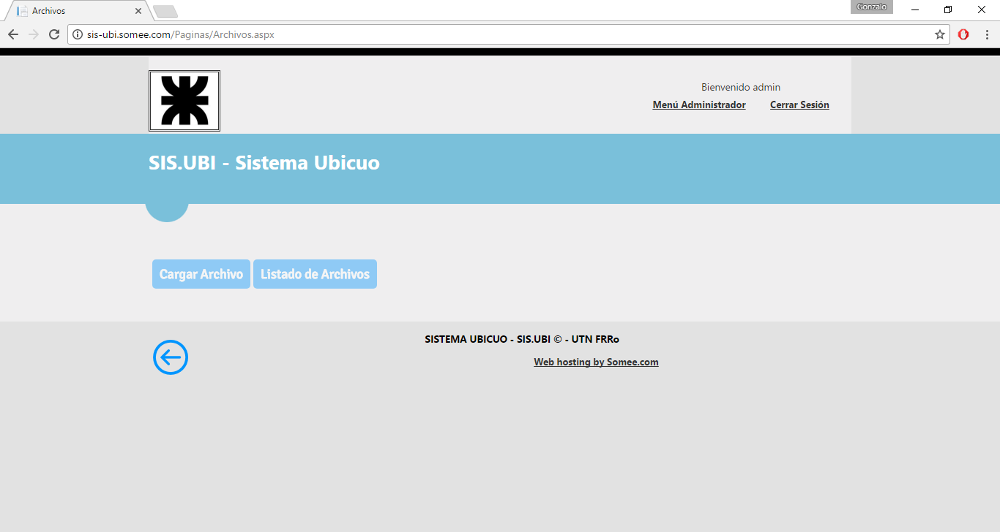 Archivos
Gonzalo
sis-ubi.somee.com/Paginas/Archivos.aspx
Bienvenido admin
Menú Administrador Cerrar Sesión
SIS.UBI - Sistema Ubicuo
Cargar Archivo Listado de Archivos
SISTEMA UBICUO - SIS.UBI © - UTN FRRo
Web hosting by Somee.com